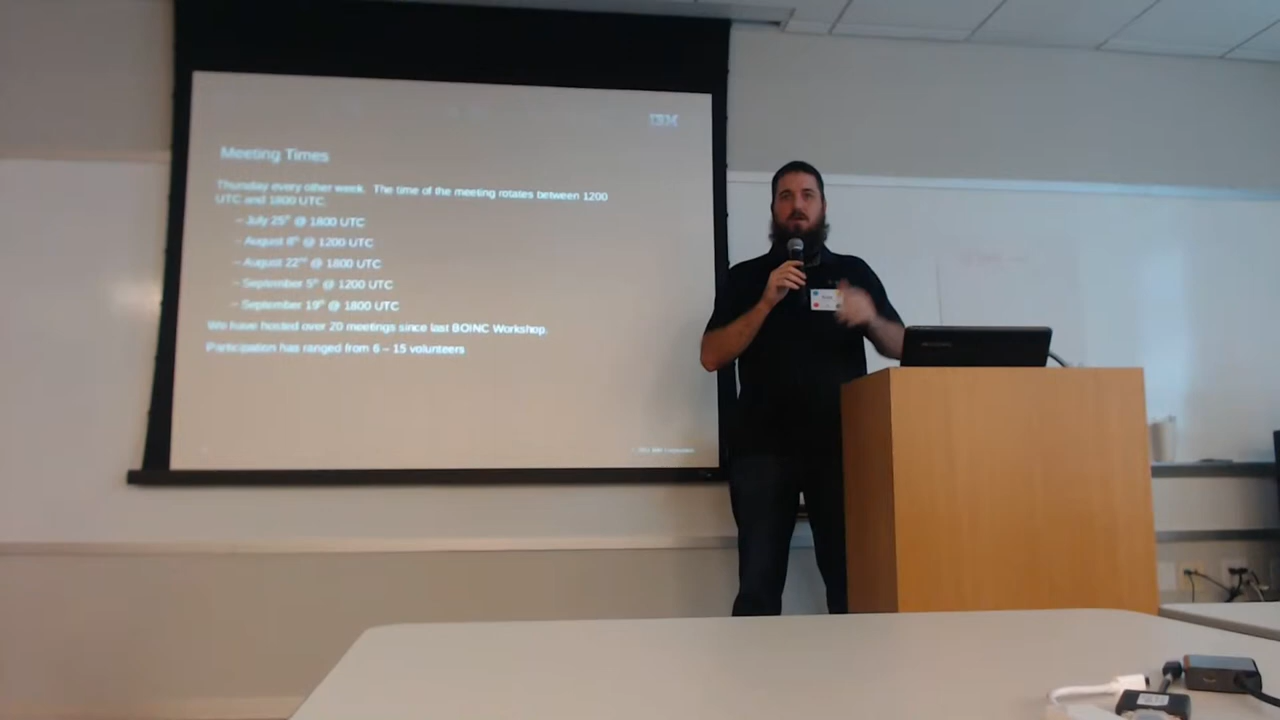 IBM
Meeting Times
Thursday every other week. The time of the meeting rotates between 1200
UTC and 1800 UTC.
– July 25th @ 1800 UTC
– August 8th @ 1200 UTC
– August 22nd @ 1800 UTC
– September 5th @ 1200 UTC
– September 19th @ 1800 UTC
We have hosted over 20 meetings since last BOINC Workshop.
Participation has ranged from 6 – 15 volunteers
IBM Corporation